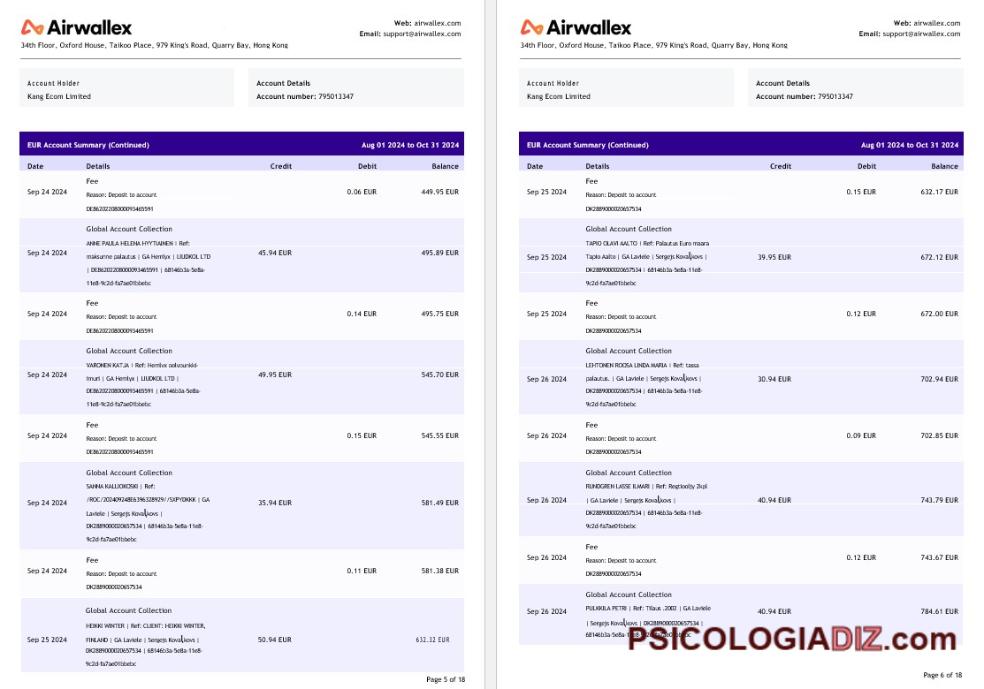 Airwallex
Web: airwallex.com
Email: support@airwallex.com
34th Floor, Oxford House, Taikoo Place, 979 King's Road, Quarry Bay, Hong Kong
Account Holder
Kang Ecom Limited
Account Details
Account number: 795013347
EUR Account Summary (Continued) Aug 01 2024 to Oct 31 2024
Date Details Credit Debit Balance
Fee
Sep 24 2024 Reason: Deposit to account 0.06 EUR 449.95 EUR
DE86202208000093465591
Global Account Collection
ANNE PAULA HELENA HYYTIAINEN | Ref:
Sep 24 2024 maksunne palautus | GA Hemlyx | LIUDKOL LTD 45.94 EUR 495.89 EUR
| DE86202208000093465591 | 68146b3a-5e8a-
11e8-9c2d-fa7ae01bbebc
Fee
Sep 24 2024 Reason: Deposit to account 0.14 EUR 495.75 EUR
DE86202208000093465591
Global Account Collection
VARONEN KATJA | Ref: Hemlyx polvounkki-
Sep 24 2024 Imuri | GA Hemlyx | LIUDKOL LTD | 49.95 EUR 545.70 EUR
DE86202208000093465591 | 68146b3a-5e8a-
11e8-9c2d-fa7ae01bbebc
Fee
Sep 24 2024 Reason: Deposit to account 0.15 EUR 545.55 EUR
DE86202208000093465591
Global Account Collection
SANNA KALLIOKOSKI | Ref:
Sep 24 2024 | GA 35.94 EUR 581.49 EUR
Laviele | Sergejs Kovaļkovs |
DK2889000020657534 | 68146b3a-5e8a-11e8-
9c2d-fa7ae01bbebc
Fee
Sep 24 2024 Reason: Deposit to account 0.11 EUR 581.38 EUR
DK2889000020657534
Global Account Collection
HEIKKI WINTER | Ref: CLIENT: HEIKKI WINTER,
Sep 25 2024 FINLAND | GA Laviele | Sergejs Kovaļkovs | 50.94 EUR 632.32 EUR
DK2889000020657534 | 68146b3a-5e8a-11e8-
9c2d-fa7ae01bbebc
Page 5 of 18
Airwallex
Web: airwallex.com
Email: support@airwallex.com
34th Floor, Oxford House, Taikoo Place, 979 King's Road, Quarry Bay, Hong Kong
Account Holder
Kang Ecom Limited
Account Details
Account number: 795013347
EUR Account Summary (Continued) Aug 01 2024 to Oct 31 2024
Date Details Credit Debit Balance
Fee
Sep 25 2024 Reason: Deposit to account 0.15 EUR 632.17 EUR
DK2889000020657534
Global Account Collection
TAPIO OLAVI AALTO | Ref: Palautus Euro maara
Sep 25 2024 Tapio Aalto | GA Laviele | Sergejs Kovaļkovs | 39.95 EUR 672.12 EUR
DK2889000020657534 | 68146b3a-5e8a-11e8-
9c2d-fa7ae01bbebc
Fee
Sep 25 2024 Reason: Deposit to account 0.12 EUR 672.00 EUR
DK2889000020657534
Global Account Collection
LEHTONEN ROOSA LINDA MARIA | Ref: tassa
Sep 26 2024 palautus. | GA Laviele | Sergejs Kovaļkovs | 30.94 EUR 702.94 EUR
DK2889000020657534 | 68146b3a-5e8a-11e8-
9c2d-fa7ae01bbebc
Fee
Sep 26 2024 Reason: Deposit to account 0.09 EUR 702.85 EUR
DK2889000020657534
Global Account Collection
RUNDGREN LASSE ILMARI | Ref: 2kpl
Sep 26 2024 | GA Laviele | Sergejs Kovaļkovs | 40.94 EUR 743.79 EUR
DK2889000020657534 | 68146b3a-5e8a-11e8-
9c2d-fa7ae01bbebc
Fee
Sep 26 2024 Reason: Deposit to account 0.12 EUR 743.67 EUR
DK2889000020657534
Global Account Collection
Sep 26 2024 PULKKILA PETRI | Ref: Tilaus .2002 | GA Laviele 40.94 EUR 784.61 EUR
| Sergejs Kovaļkovs | DK2889000020657534 |
PSICOLOGIADIZ.com
Page 6 of 18